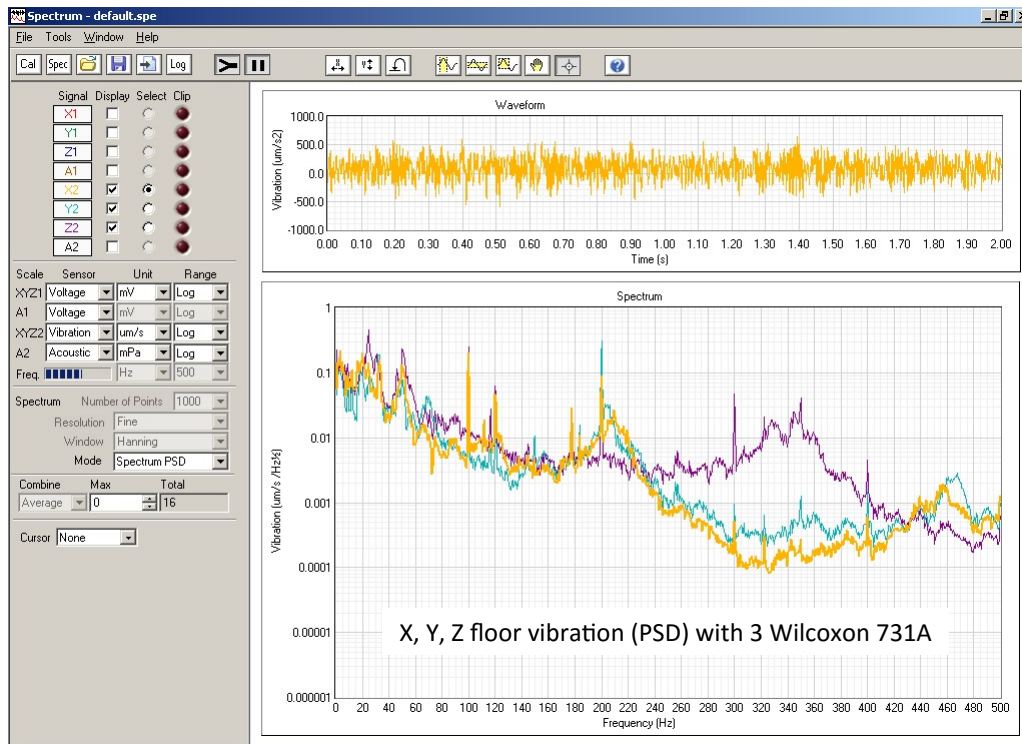 Spectrum - default.spe
File Tools Window Help
Cal Spec Log
Signal Display Select Clip
X1
Y1
Z1
A1
X2
Y2
Z2
A2
Scale Sensor Unit Range
XYZ1 Voltage mV Log
A1 Voltage mV Log
XYZ2 Vibration um/s Log
A2 Acoustic mPa Log
Freq. Hz 500
Spectrum Number of Points 1000
Resolution Fine
Window Hanning
Mode Spectrum PSD
Combine Max Total
Average 0 16
Cursor None
Waveform
Vibration (um/s2)
1000.0
500.0
0.0
-500.0
-1000.0
0.00 0.10 0.20 0.30 0.40 0.50 0.60 0.70 0.80 0.90 1.00 1.10 1.20 1.30 1.40 1.50 1.60 1.70 1.80 1.90 2.00
Time (s)
Spectrum
Vibration (um/s /Hz½)
1
0.1
0.01
0.001
0.0001
0.00001
0.000001
X, Y, Z floor vibration (PSD) with 3 Wilcoxon 731A
0 20 40 60 80 100 120 140 160 180 200 220 240 260 280 300 320 340 360 380 400 420 440 460 480 500
Frequency (Hz)